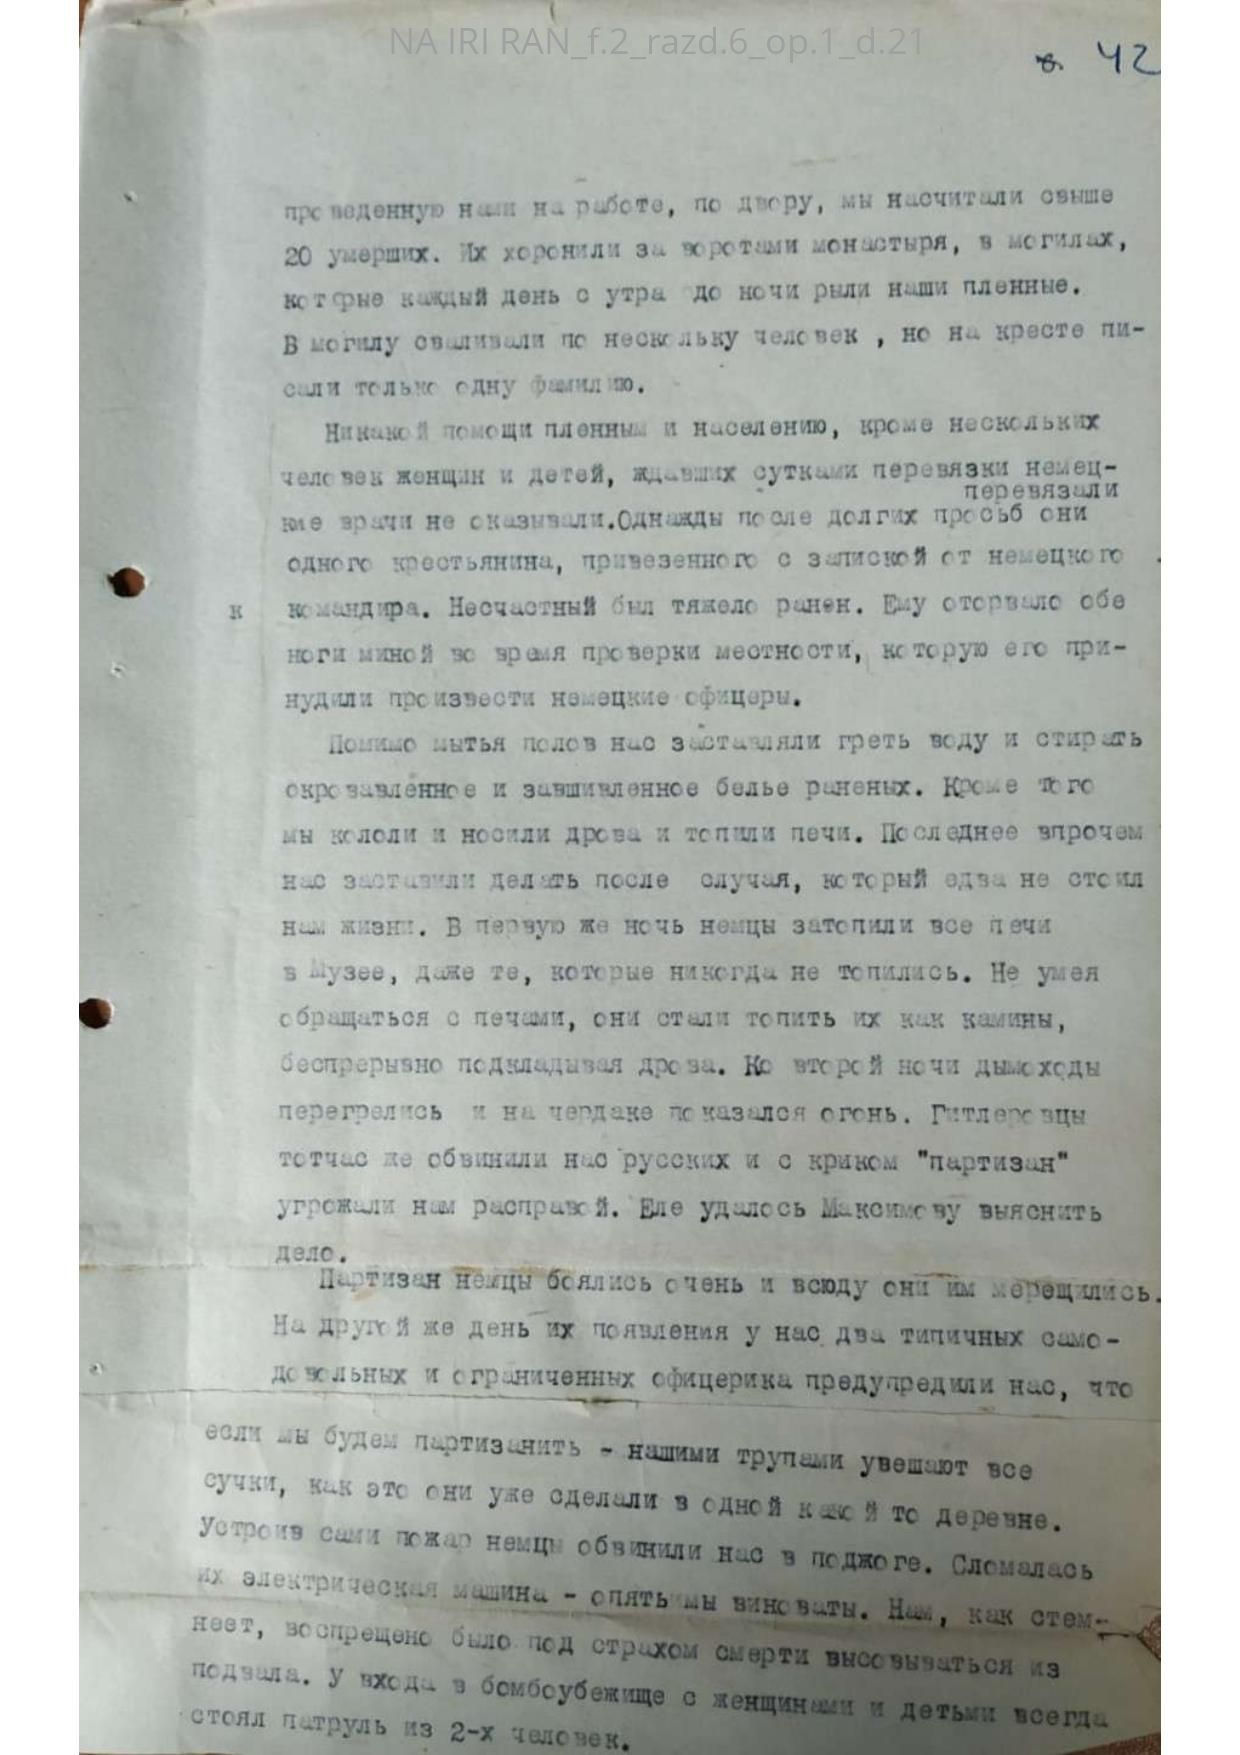 NA IRI RAN_f.2_razd.6_op.1_d.21
42
проведенную нами на работе, по двору, мы насчитали свыше
20 умерших. Их хоронили за воротами монастыря, в могилах,
которые каждый день с утра до ночи рыли наши пленные.
В могилу сваливали по нескольку человек , но на кресте пи-
сали только одну фамилию.
Никакой помощи пленным и населению, кроме нескольких
человек женщин и детей, ждавших сутками перевязки немец-
перевязали
кие врачи не оказывали.Однажды после долгих просьб они
одного крестьянина, привезенного с запиской от немецкого
к командира. Несчастный был тяжело ранен. Ему оторвало обе
ноги миной во время проверки местности, которую его при-
нудили произвести немецкие офицеры.
Помимо мытья полов нас заставляли греть воду и стирать
окровавленное и завшивленное белье раненых. Кроме того
мы кололи и носили дрова и топили печи. Последнее впрочем
нас заставили делать после случая, который едва не стоил
нам жизни. В первую же ночь немцы затопили все печи
в Музее, даже те, которые никогда не топились. Не умея
обращаться с печами, они стали топить их как камины,
беспрерывно подкладывая дрова. Ко второй ночи дымоходы
перегрелись и на чердаке показался огонь. Гитлеровцы
тотчас же обвинили нас русских и с криком "партизан"
угрожали нам расправой. Еле удалось Максимову выяснить
дело.
Партизан немцы боялись очень и всюду они им мерещились.
На другой же день их появления у нас два типичных само-
довольных и ограниченных офицерика предупредили нас, что
если мы будем партизанить - нашими трупами увешают все
сучки, как это они уже сделали в одной какой то деревне.
Устроив сами пожар немцы обвинили нас в поджоге. Сломалась
их электрическая машина - опять мы виноваты. Нам, как стем-
неет, воспрещено было под страхом смерти высовываться из
подвала. У входа в бомбоубежище с женщинами и детьми всегда
стоял патруль из 2-х человек.